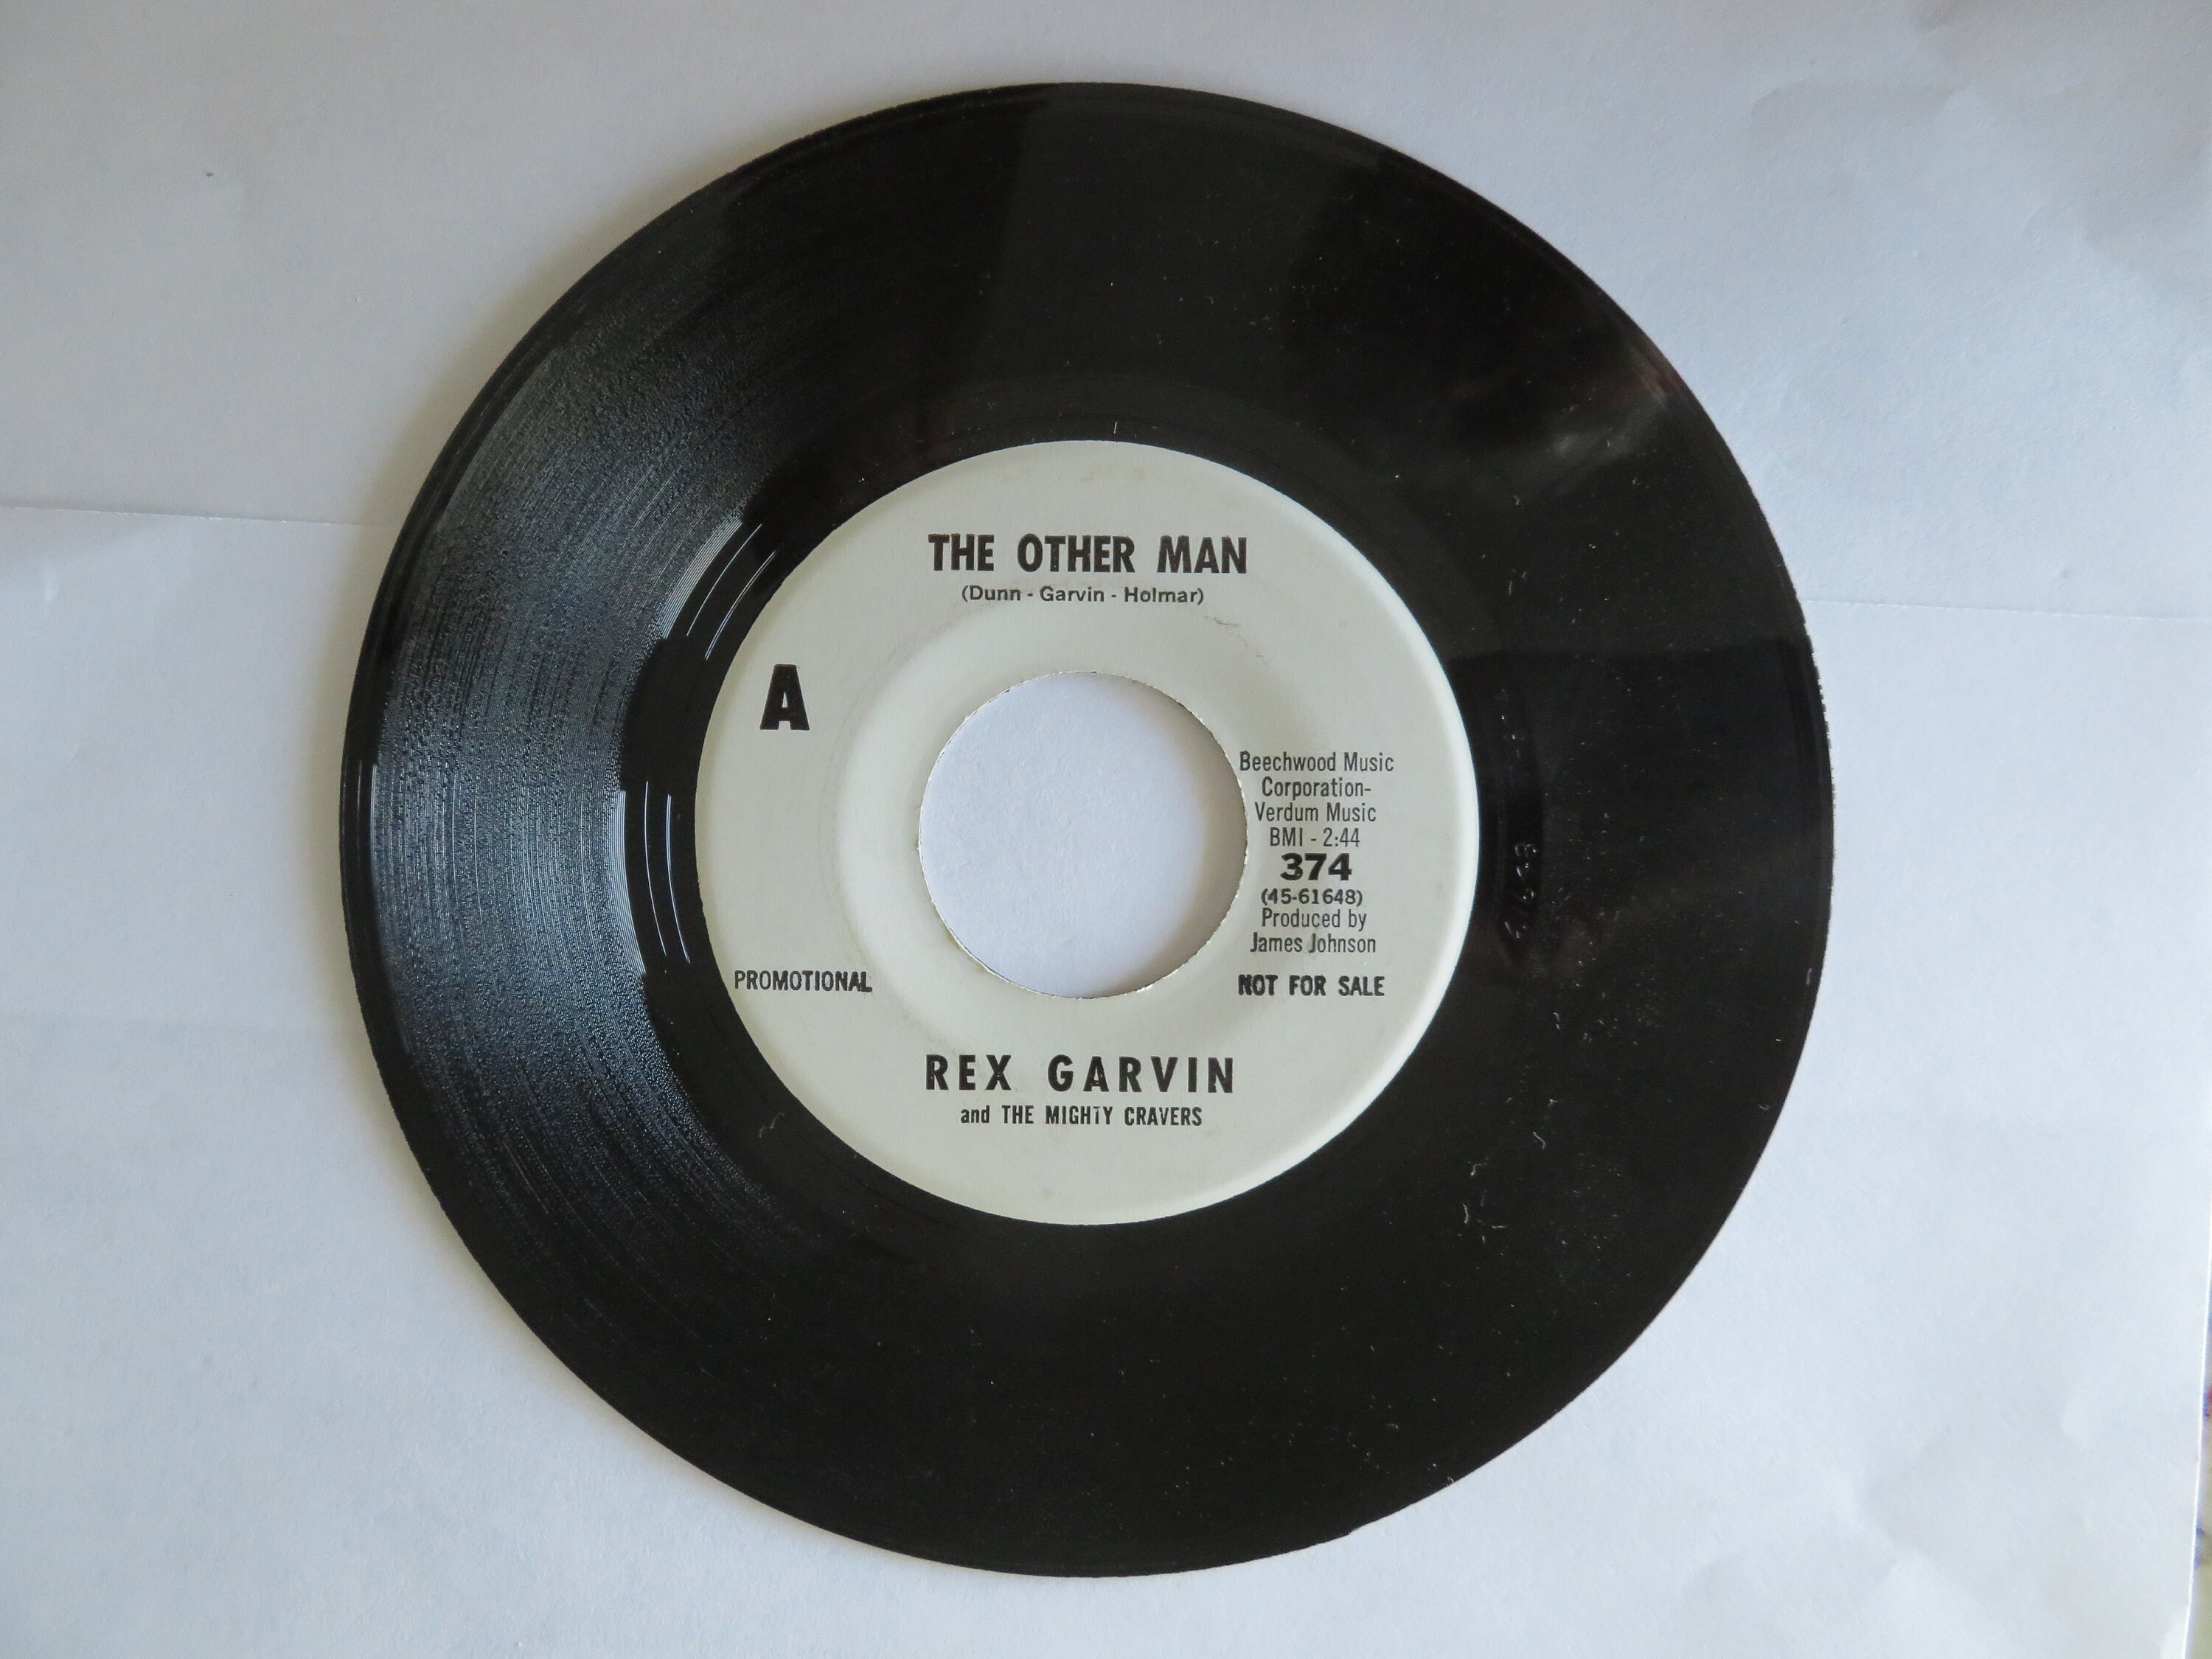 THE OTHER MAN
(Dunn - Garvin - Holmar)
A
Beechwood Music
Corporation-
Verdum Music
BMI - 2:44
374
(45-61648)
Produced by
James Johnson
PROMOTIONAL
NOT FOR SALE
REX GARVIN
and THE MIGHTY CRAVERS